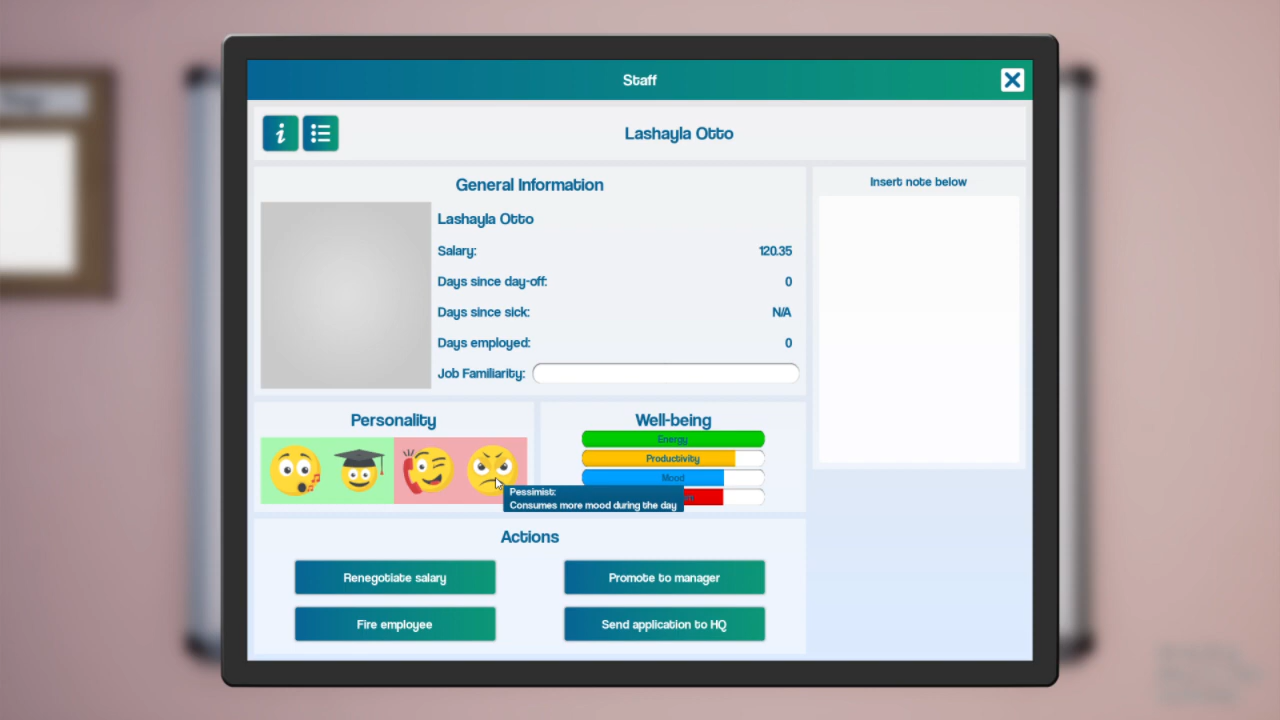 Staff
Lashayla Otto
General Information
Insert note below
Lashayla Otto
Salary: 120.35
Days since day-off: 0
Days since sick: N/A
Days employed: 0
Job Familiarity:
Personality
Well-being
Energy
Productivity
Mood
Pessimist:
Consumes more mood during the day
Actions
Renegotiate salary
Promote to manager
Fire employee
Send application to HQ